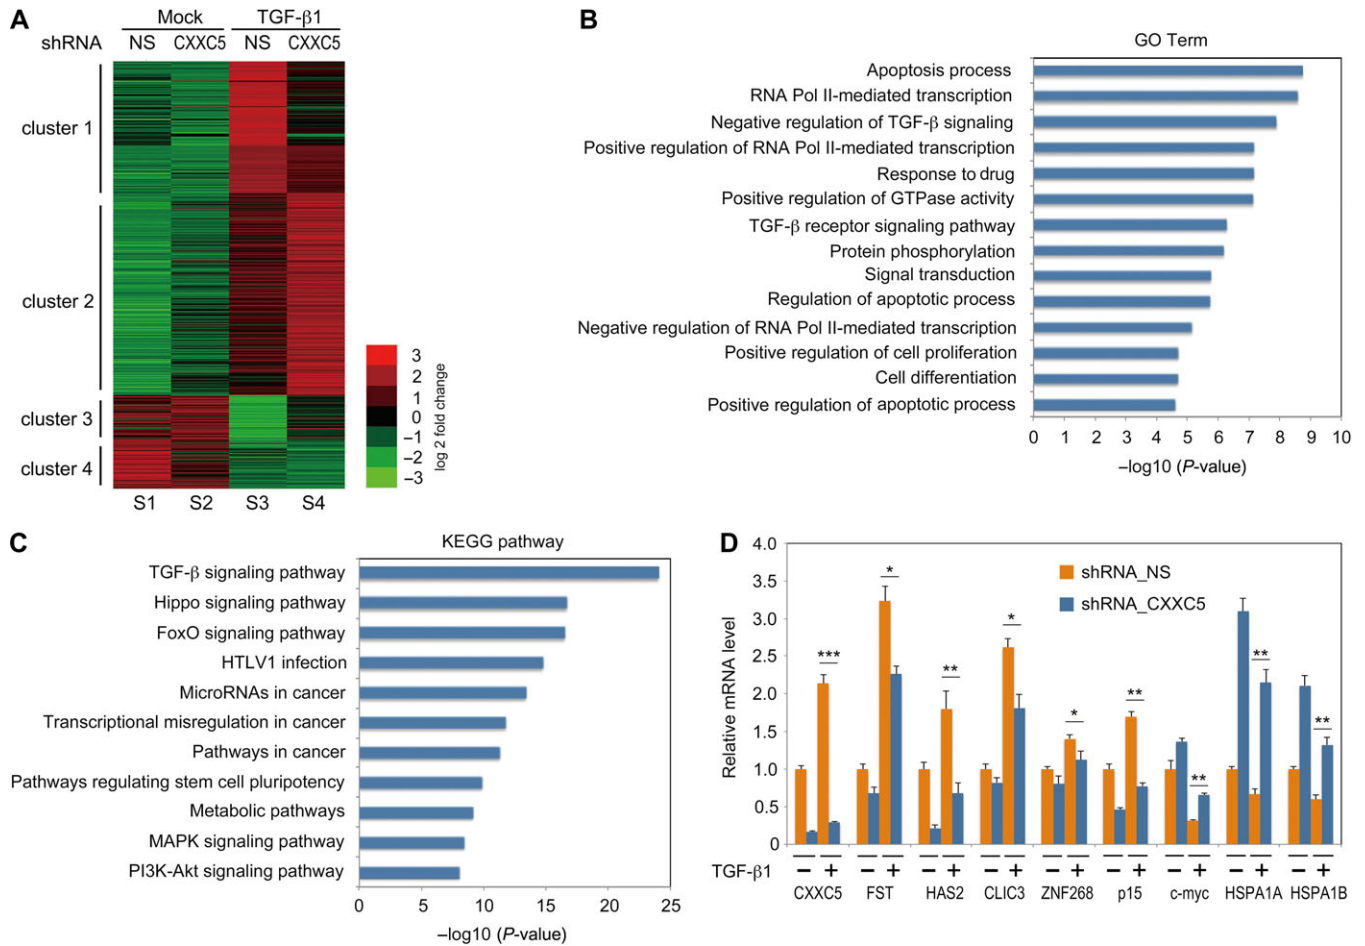 A
Mock TGF-β1
shRNA NS CXXC5 NS CXXC5
cluster 1
cluster 2
cluster 3
cluster 4
S1 S2 S3 S4
3
2
1
0
–1
–2
–3
log 2 fold change
B
GO Term
Apoptosis process
RNA Pol II-mediated transcription
Negative regulation of TGF-β signaling
Positive regulation of RNA Pol II-mediated transcription
Response to drug
Positive regulation of GTPase activity
TGF-β receptor signaling pathway
Protein phosphorylation
Signal transduction
Regulation of apoptotic process
Negative regulation of RNA Pol II-mediated transcription
Positive regulation of cell proliferation
Cell differentiation
Positive regulation of apoptotic process
0 1 2 3 4 5 6 7 8 9 10
–log10 (P-value)
C
KEGG pathway
TGF-β signaling pathway
Hippo signaling pathway
FoxO signaling pathway
HTLV1 infection
MicroRNAs in cancer
Transcriptional misregulation in cancer
Pathways in cancer
Pathways regulating stem cell pluripotency
Metabolic pathways
MAPK signaling pathway
PI3K-Akt signaling pathway
0 5 10 15 20 25
–log10 (P-value)
D
Relative mRNA level
4.0
3.5
3.0
2.5
2.0
1.5
1.0
0.5
0
shRNA_NS
shRNA_CXXC5
*** * ** * * ** ** ** **
TGF-β1 – + – + – + – + – + – + – + – + – +
CXXC5 FST HAS2 CLIC3 ZNF268 p15 c-myc HSPA1A HSPA1B